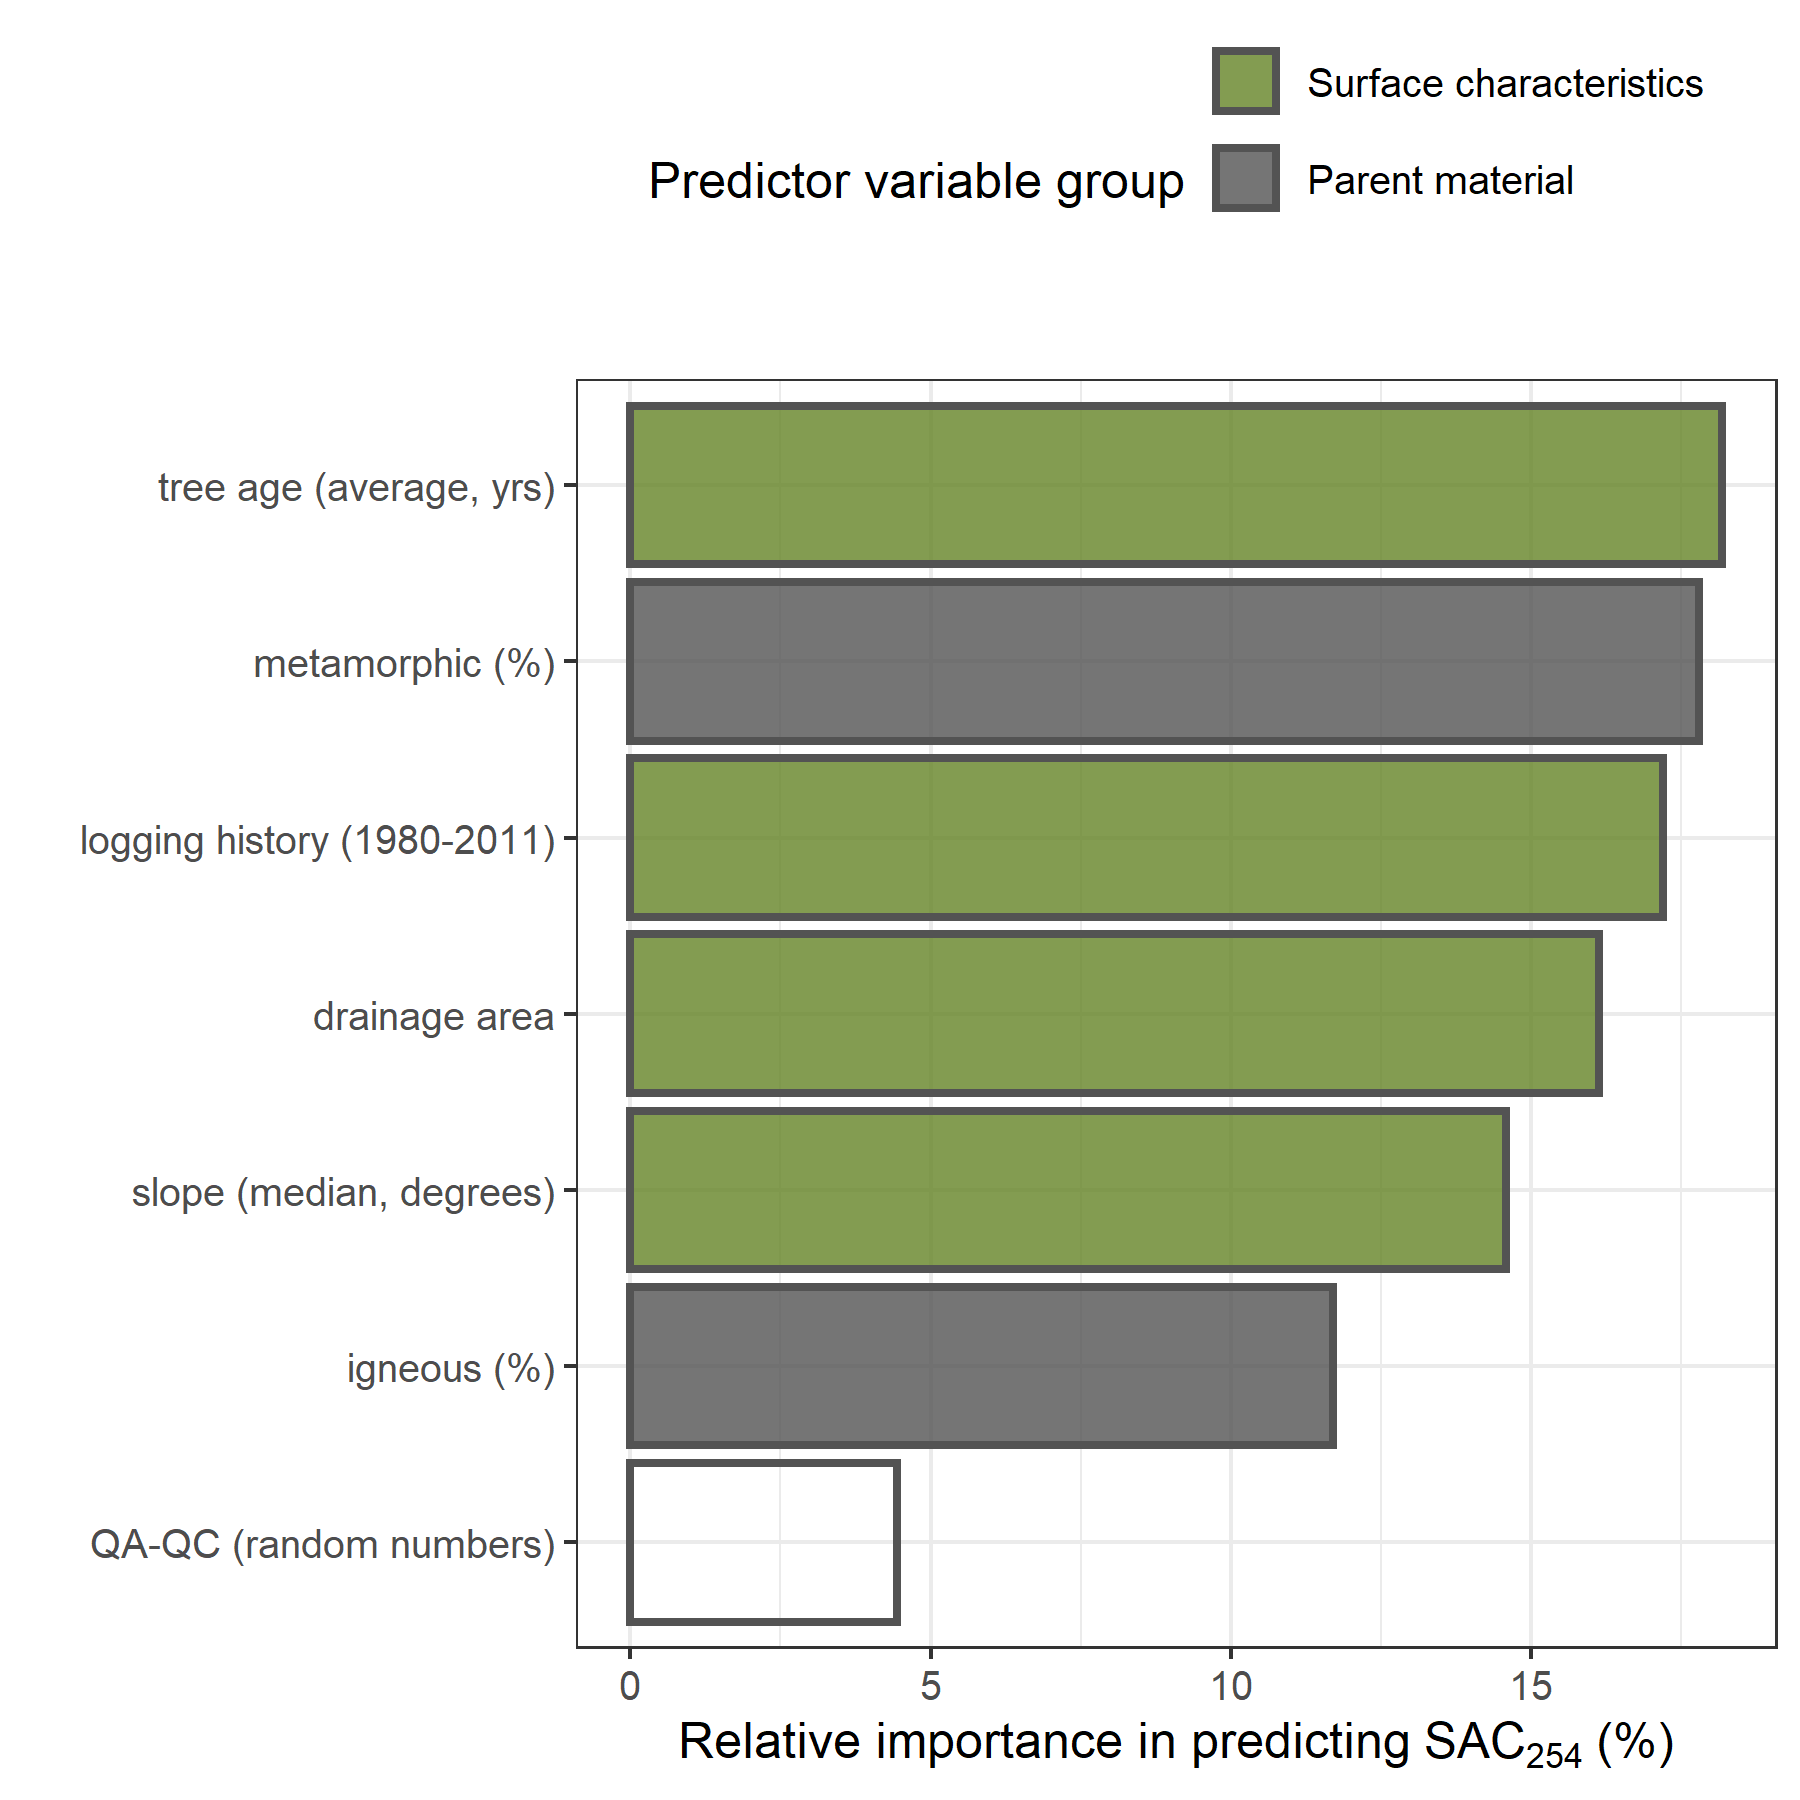 Surface characteristics
Predictor variable group
Parent material
tree age (average, yrs)
metamorphic (%)
logging history (1980-2011)
drainage area
slope (median, degrees)
igneous (%)
QA-QC (random numbers)
0 5 10 15
Relative importance in predicting SAC₂₅₄ (%)